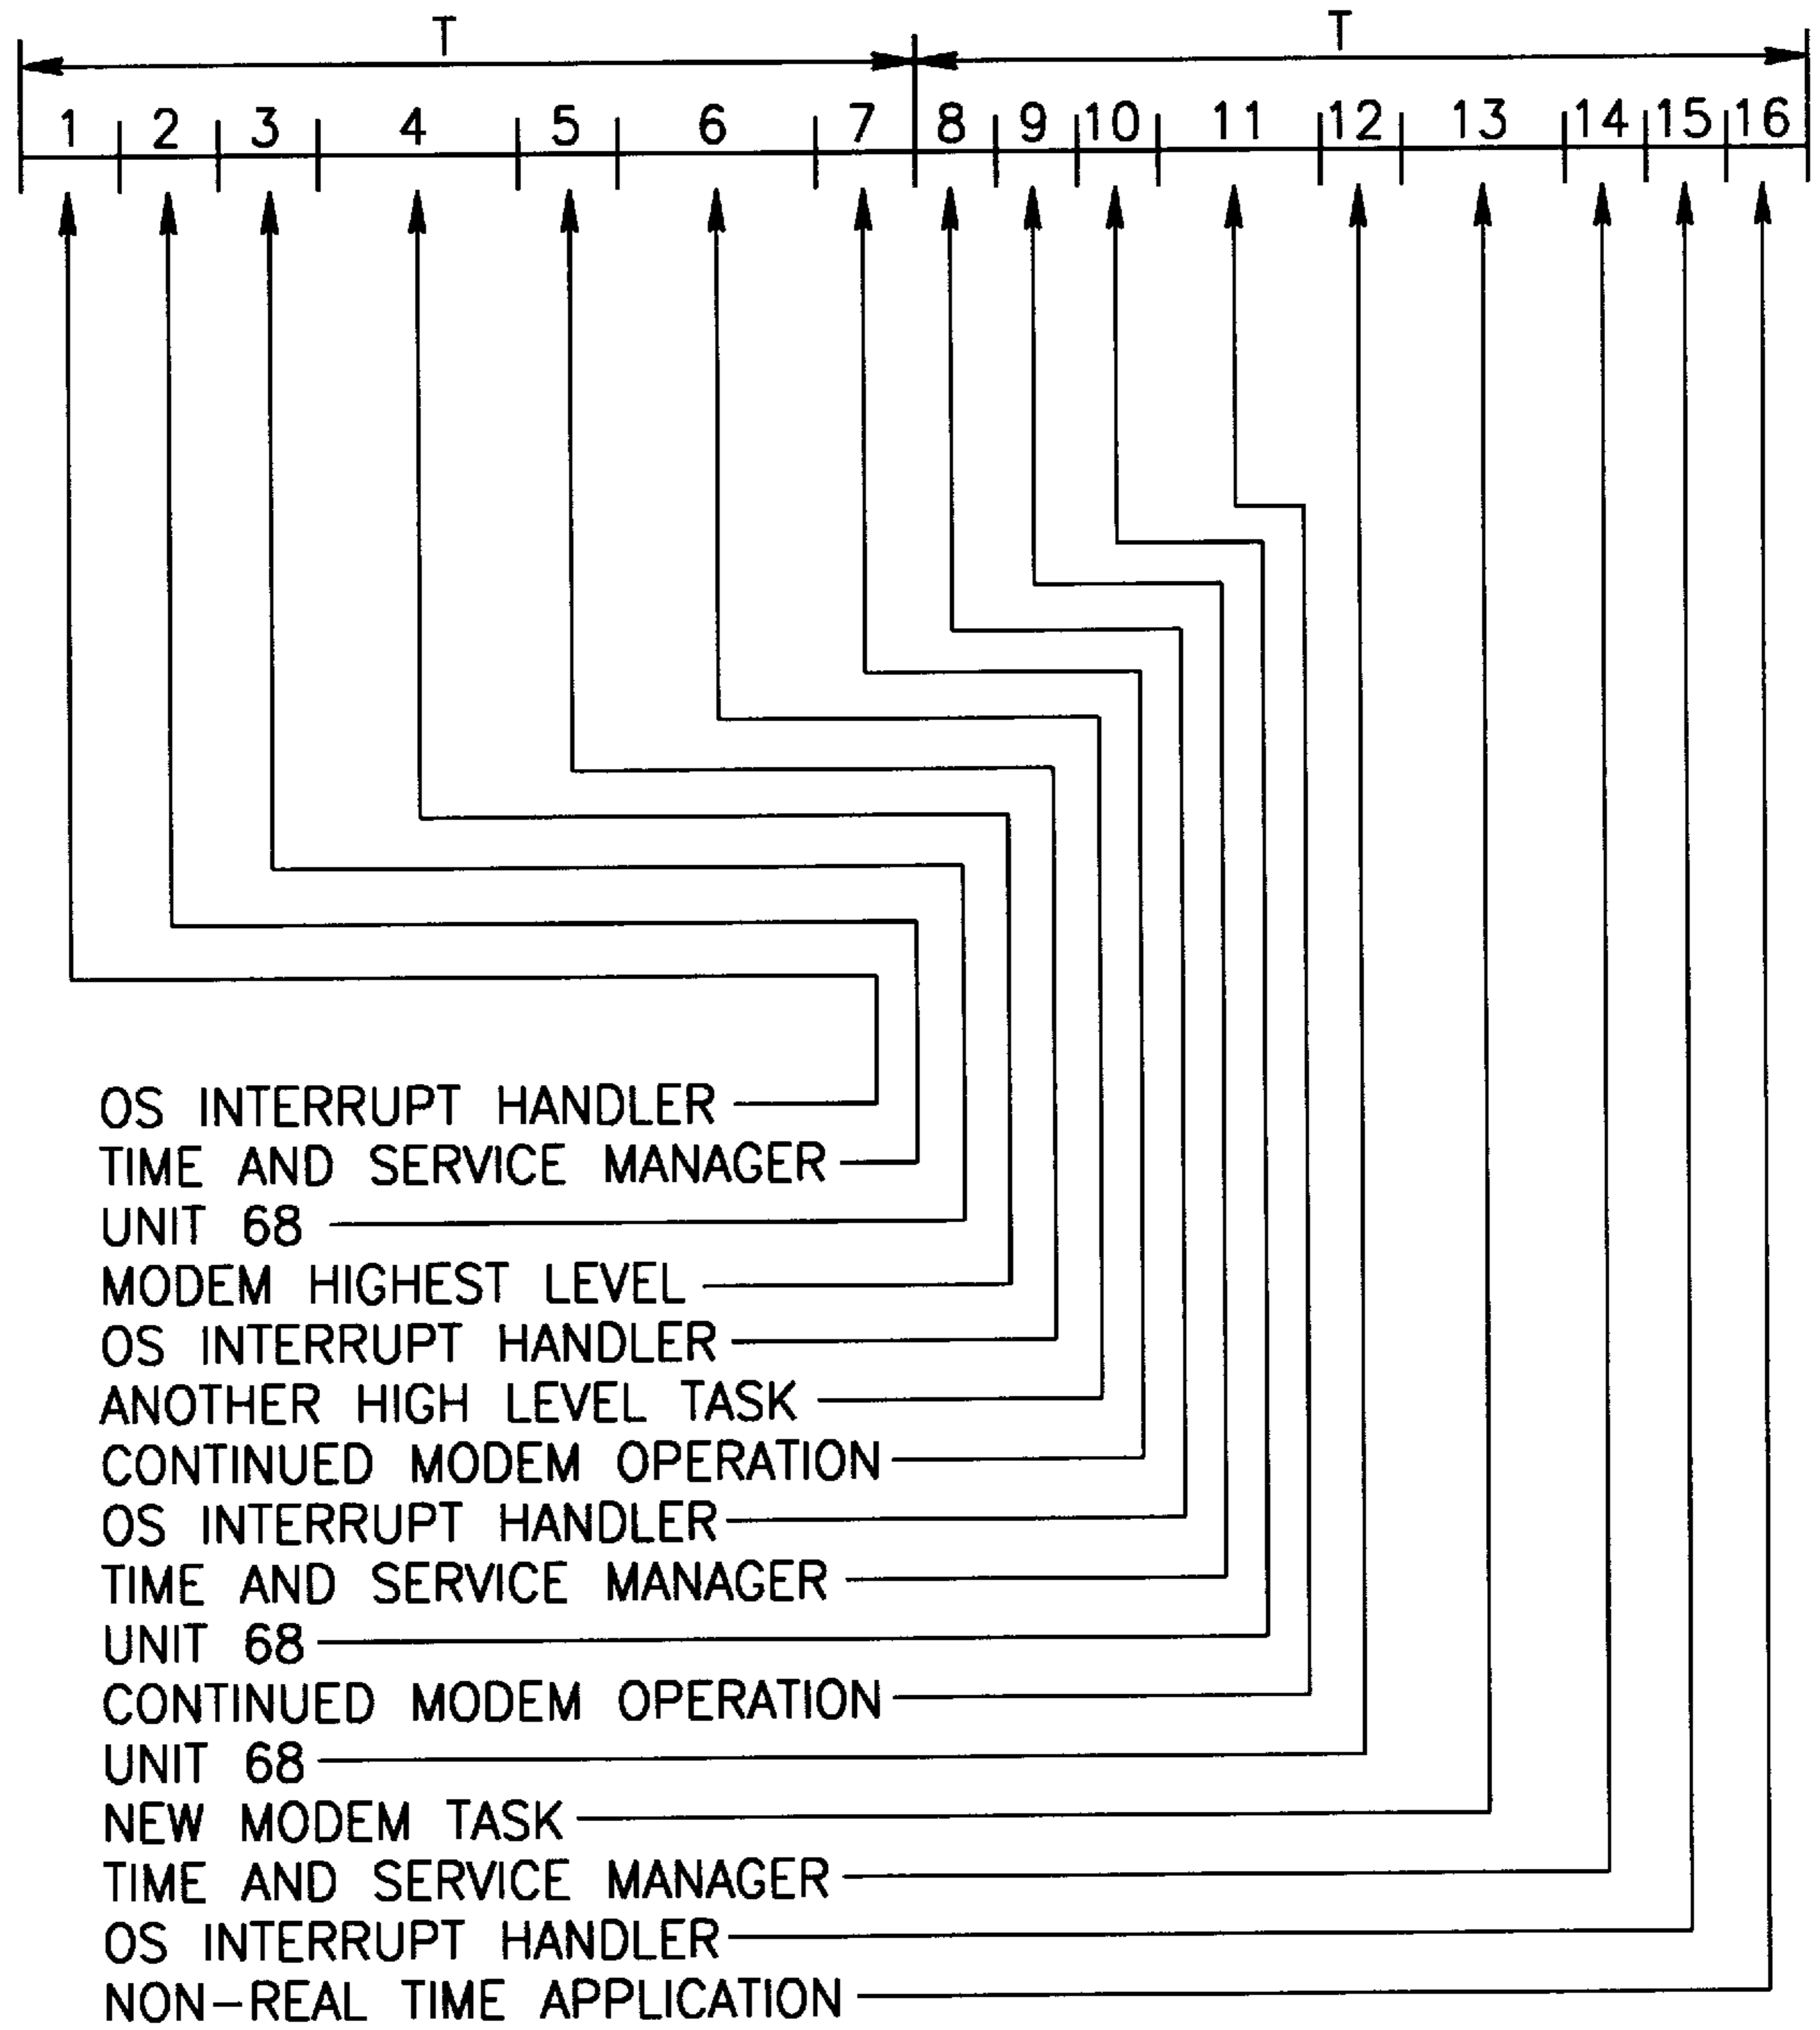 T T
1 2 3 4 5 6 7 8 9 10 11 12 13 14 15 16
OS INTERRUPT HANDLER
TIME AND SERVICE MANAGER
UNIT 68
MODEM HIGHEST LEVEL
OS INTERRUPT HANDLER
ANOTHER HIGH LEVEL TASK
CONTINUED MODEM OPERATION
OS INTERRUPT HANDLER
TIME AND SERVICE MANAGER
UNIT 68
CONTINUED MODEM OPERATION
UNIT 68
NEW MODEM TASK
TIME AND SERVICE MANAGER
OS INTERRUPT HANDLER
NON-REAL TIME APPLICATION